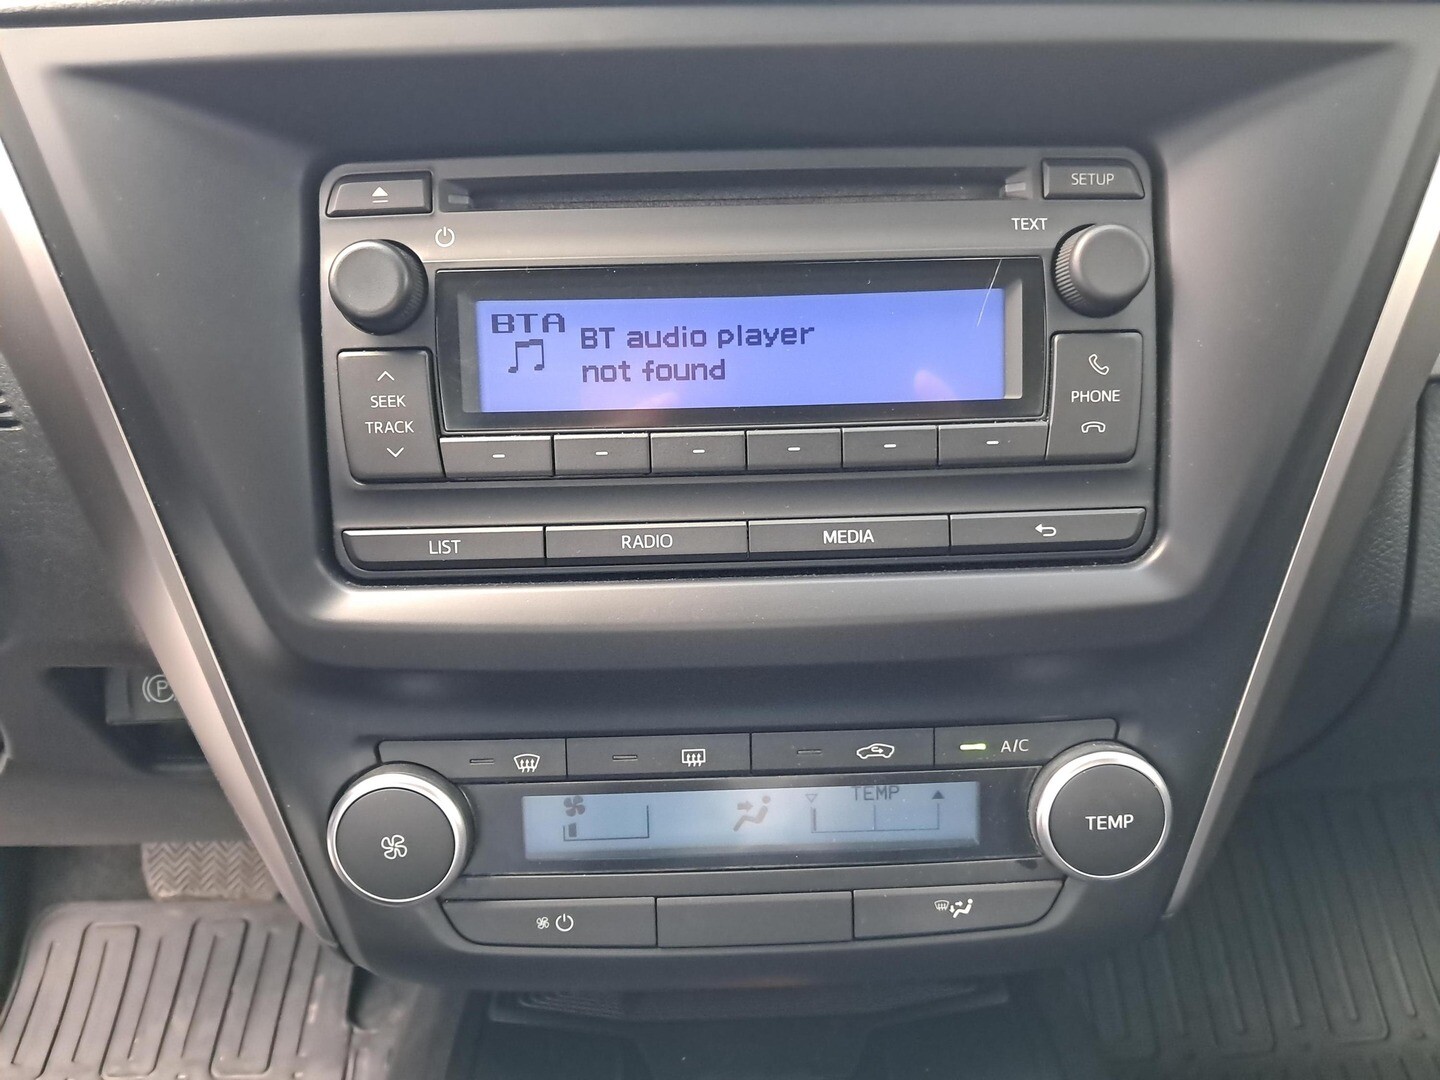 SETUP
TEXT
BTA
BT audio player
not found
SEEK
TRACK
PHONE
LIST
RADIO
MEDIA
P
A/C
TEMP
TEMP